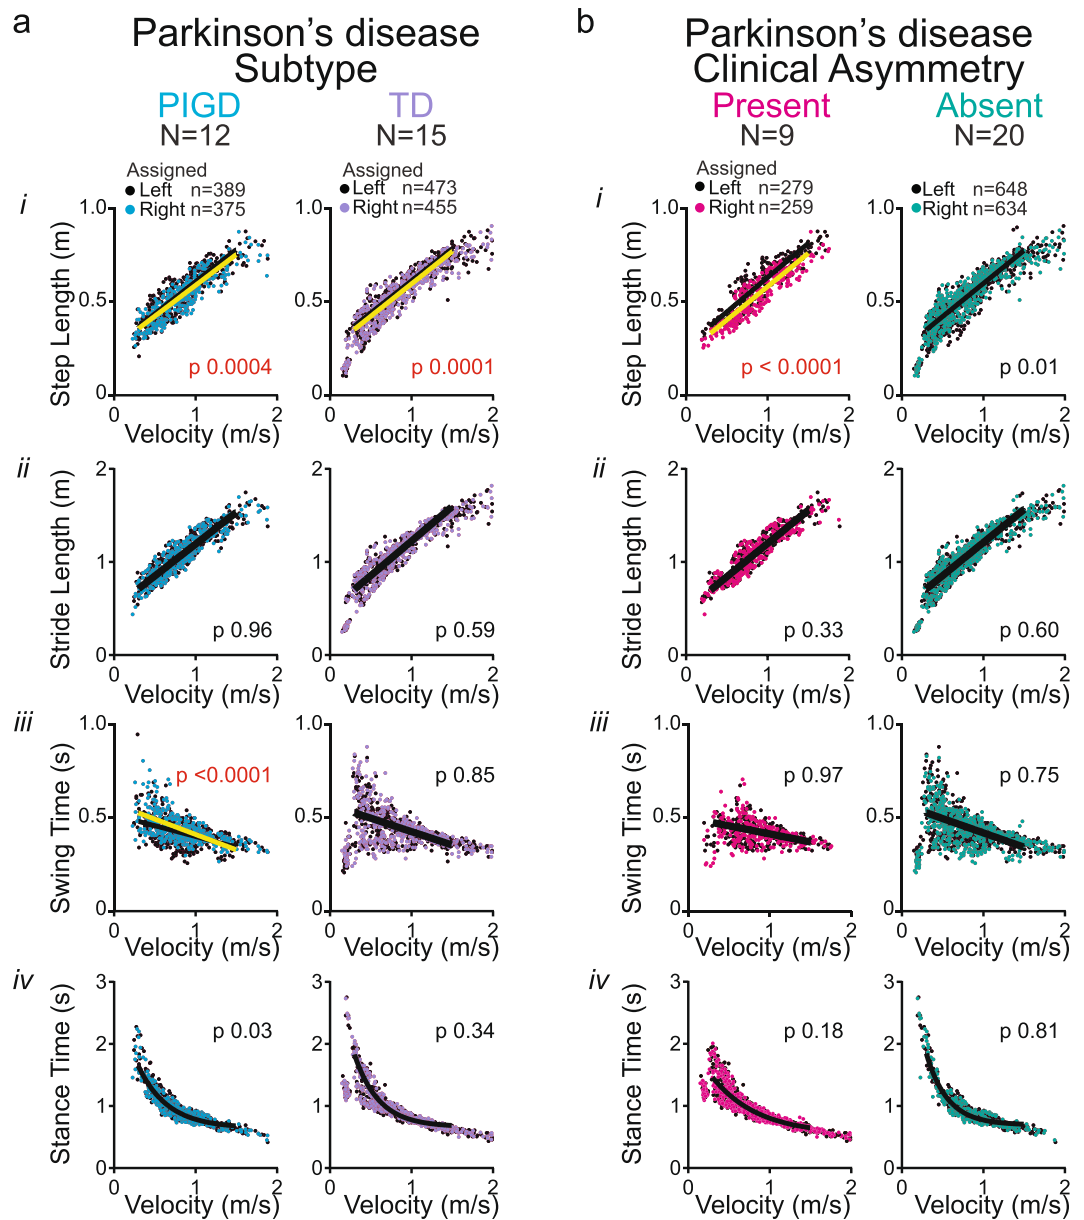 a
Parkinson’s disease
Subtype
PIGD
N=12
TD
N=15
Assigned
Left n=389
Right n=375
Assigned
Left n=473
Right n=455
i
Step Length (m)
1.0
0.5
0
p 0.0004
0 1 2
Velocity (m/s)
p 0.0001
0 1 2
Velocity (m/s)
1.0
0.5
0
ii
Stride Length (m)
2
1
0
p 0.96
0 1 2
Velocity (m/s)
2
1
0
p 0.59
0 1 2
Velocity (m/s)
iii
Swing Time (s)
1.0
0.5
0
p <0.0001
0 1 2
Velocity (m/s)
1.0
0.5
0
p 0.85
0 1 2
Velocity (m/s)
iv
Stance Time (s)
3
2
1
0
p 0.03
0 1 2
Velocity (m/s)
3
2
1
0
p 0.34
0 1 2
Velocity (m/s)
b
Parkinson’s disease
Clinical Asymmetry
Present
N=9
Absent
N=20
Assigned
Left n=279
Right n=259
Left n=648
Right n=634
i
Step Length (m)
1.0
0.5
0
p < 0.0001
0 1 2
Velocity (m/s)
1.0
0.5
0
p 0.01
0 1 2
Velocity (m/s)
ii
Stride Length (m)
2
1
0
p 0.33
0 1 2
Velocity (m/s)
2
1
0
p 0.60
0 1 2
Velocity (m/s)
iii
Swing Time (s)
1.0
0.5
0
p 0.97
0 1 2
Velocity (m/s)
1.0
0.5
0
p 0.75
0 1 2
Velocity (m/s)
iv
Stance Time (s)
3
2
1
0
p 0.18
0 1 2
Velocity (m/s)
3
2
1
0
p 0.81
0 1 2
Velocity (m/s)